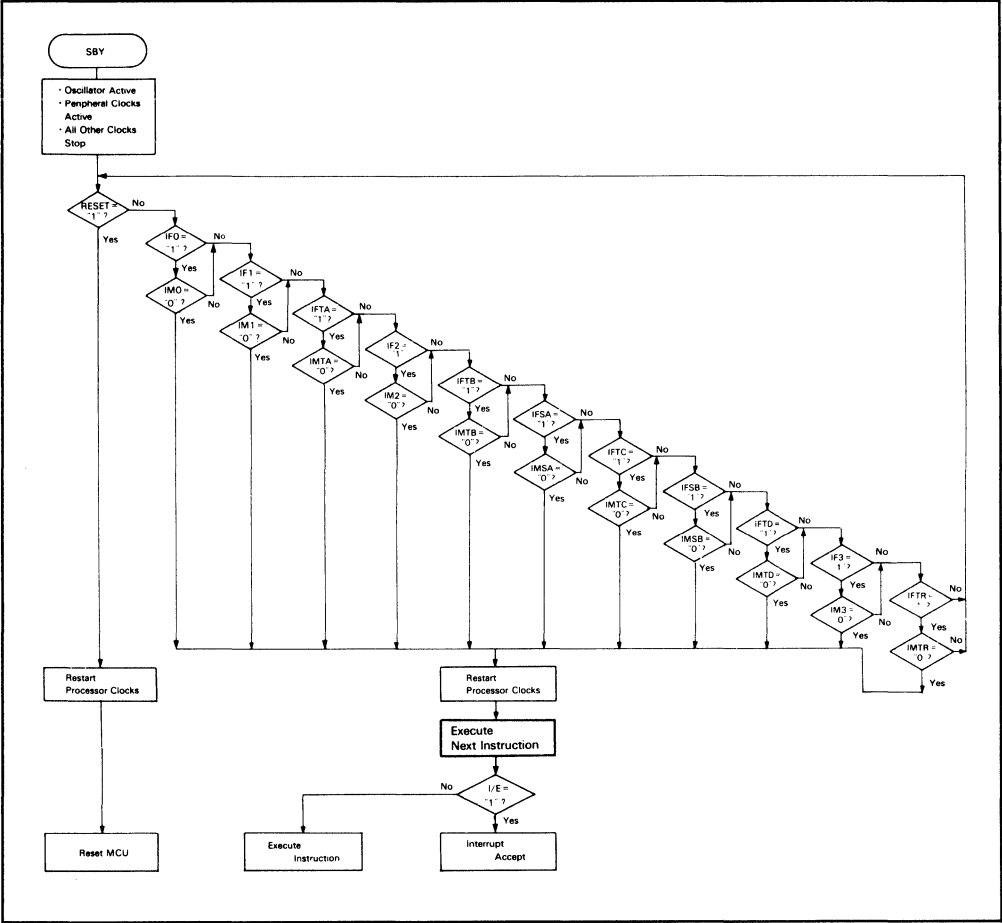 SBY
· Oscillator Active
· Penpheral Clocks
Active
· All Other Clocks
Stop
RESET =
"1" ?
No
Yes
IF0 =
"1" ?
No
Yes
IM0 =
"0" ?
No
Yes
IF1 =
"1" ?
No
Yes
IM1 =
"0" ?
No
Yes
IFTA =
"1" ?
No
Yes
IMTA =
"0" ?
No
Yes
IF2 =
"1"
No
Yes
IM2 =
"0" ?
No
Yes
IFTB =
"1" ?
No
Yes
IMTB =
"0" ?
No
Yes
IFSA =
"1" ?
No
Yes
IMSA =
"0" ?
No
Yes
IFTC =
"1" ?
No
Yes
IMTC =
"0" ?
No
Yes
IFSB =
"1" ?
No
Yes
IMSB =
"0" ?
No
Yes
IFTD =
"1" ?
No
Yes
IMTD =
"0" ?
No
Yes
IF3 =
1" ?
No
Yes
IM3 =
0" ?
No
Yes
IFTR =
1 ?
No
Yes
IMTR =
"0 ?
No
Yes
Restart
Processor Clocks
Reset MCU
Restart
Processor Clocks
Execute
Next Instruction
I/E =
"1" ?
No
Yes
Execute
Instruction
Interrupt
Accept